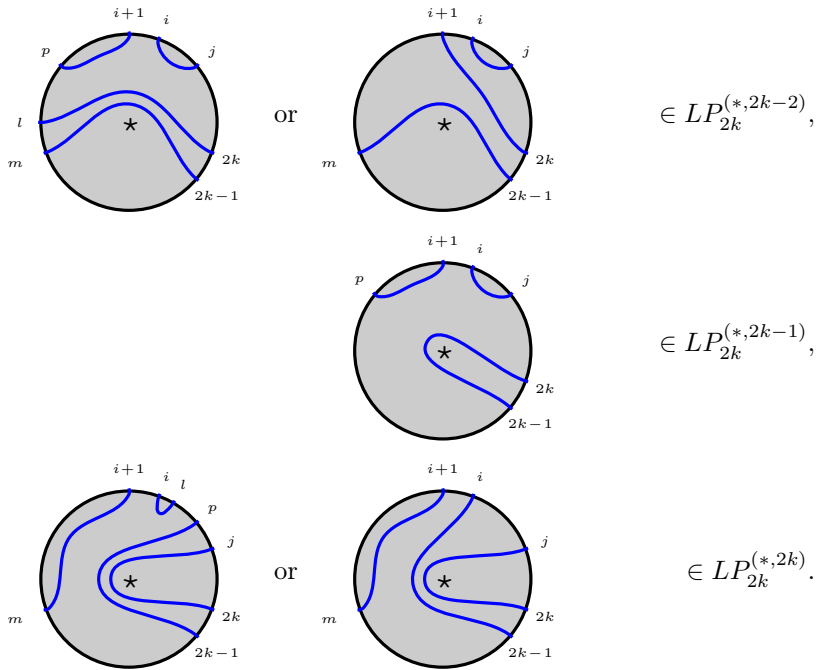 i+1 i i+1 i
p j j
l or ∈ LP_{2k}^{(*,2k−2)},
⋆ ⋆
m 2k m 2k
2k−1 2k−1
i+1 i
p j
⋆ ∈ LP_{2k}^{(*,2k−1)},
2k
2k−1
i+1 i l i+1 i
p
j j
⋆ or ⋆ ∈ LP_{2k}^{(*,2k)}.
m 2k m 2k
2k−1 2k−1